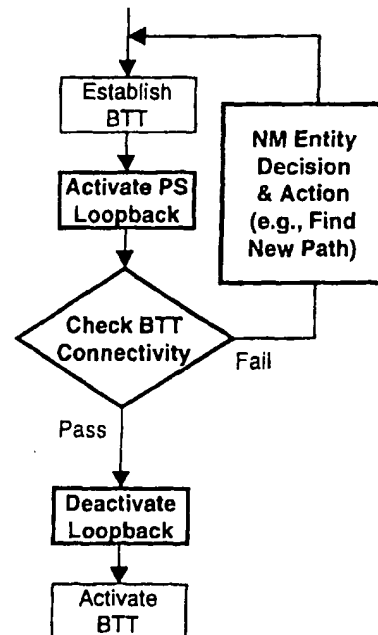 Establish
BTT
NM Entity
Decision
& Action
(e.g., Find
New Path)
Activate PS
Loopback
Check BTT
Connectivity
Fail
Pass
Deactivate
Loopback
Activate
BTT